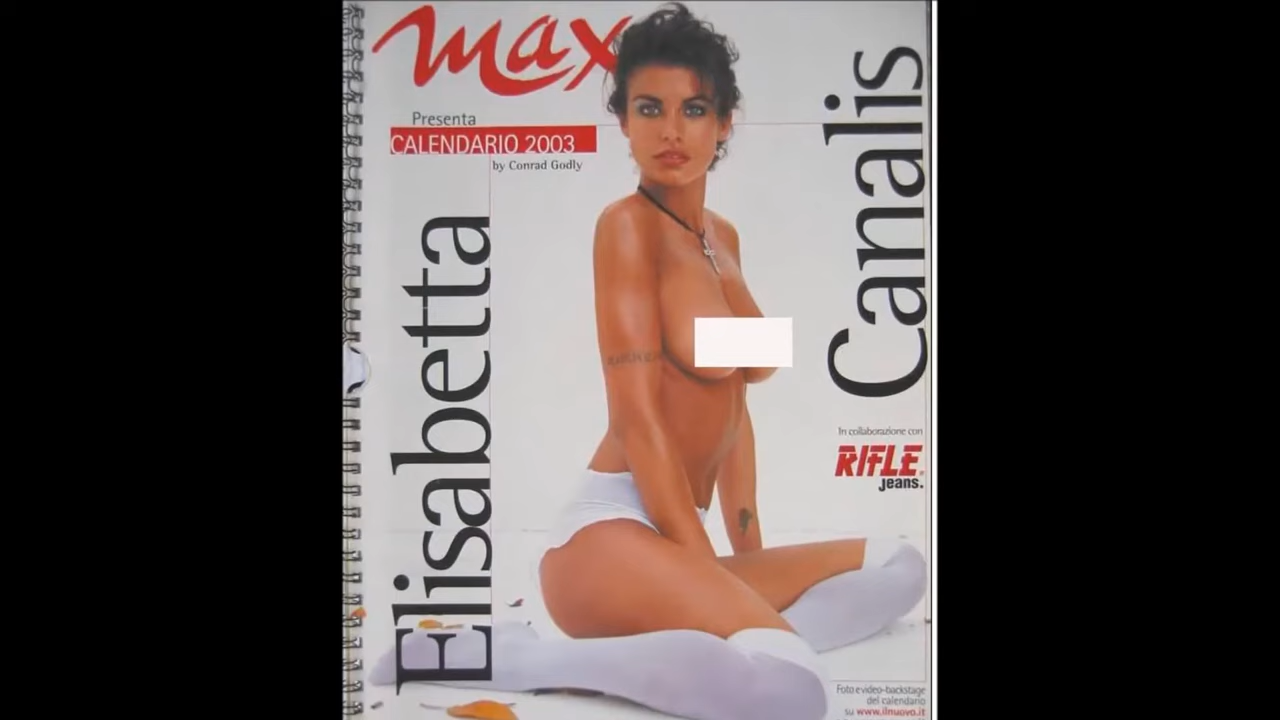 max
Presenta
CALENDARIO 2003
by Conrad Godly
Elisabetta
Canalis
In collaborazione con
RIFLE
jeans.
Foto e video-backstage
del calendario
su www.ilnuovo.it